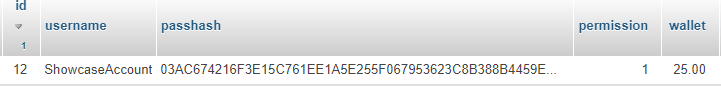 id
username passhash permission wallet
1
12 ShowcaseAccount 03AC674216F3E15C761EE1A5E255F067953623C8B388B4459E... 1 25.00